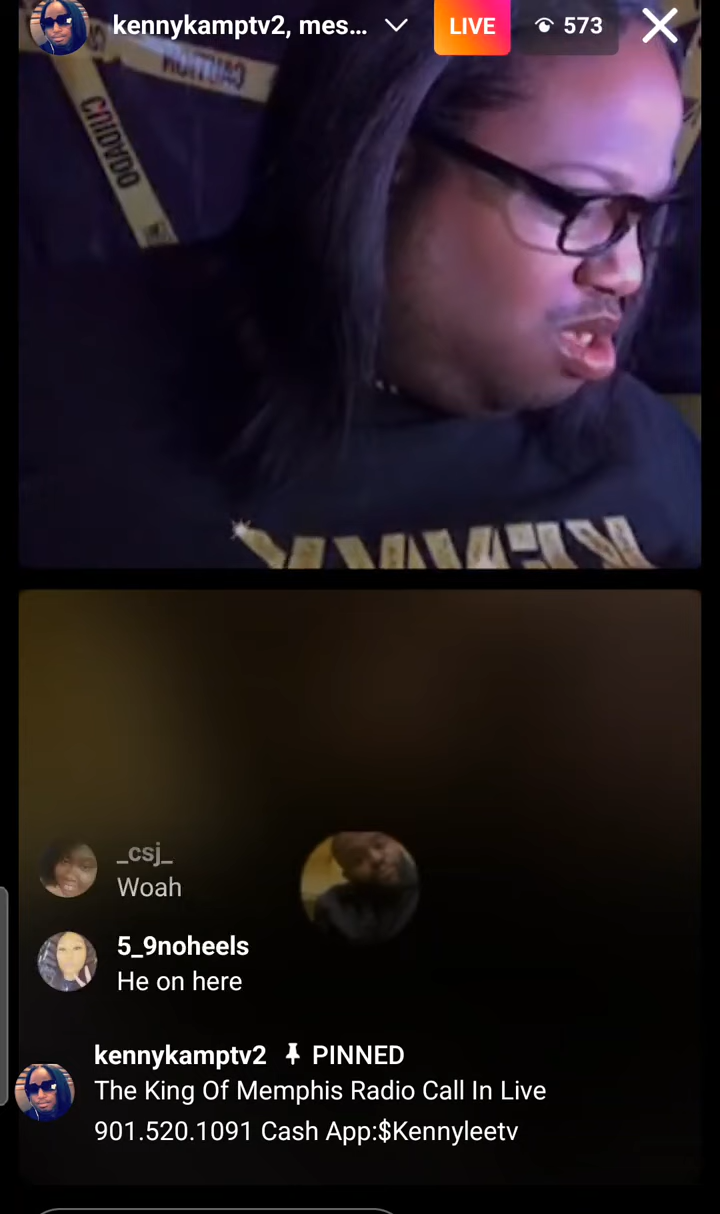 kennykamptv2, mes...
LIVE
573
CAUTION
CUIDADO
_csj_
Woah
5_9noheels
He on here
kennykamptv2 PINNED
The King Of Memphis Radio Call In Live
901.520.1091 Cash App:$Kennyleetv